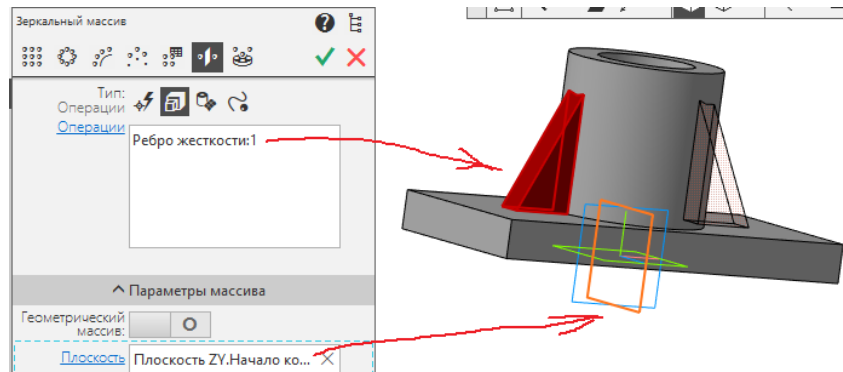 Зеркальный массив
Тип:
Операции
Операции
Ребро жесткости:1
Параметры массива
Геометрический
массив:
Плоскость
Плоскость ZY.Начало ко...